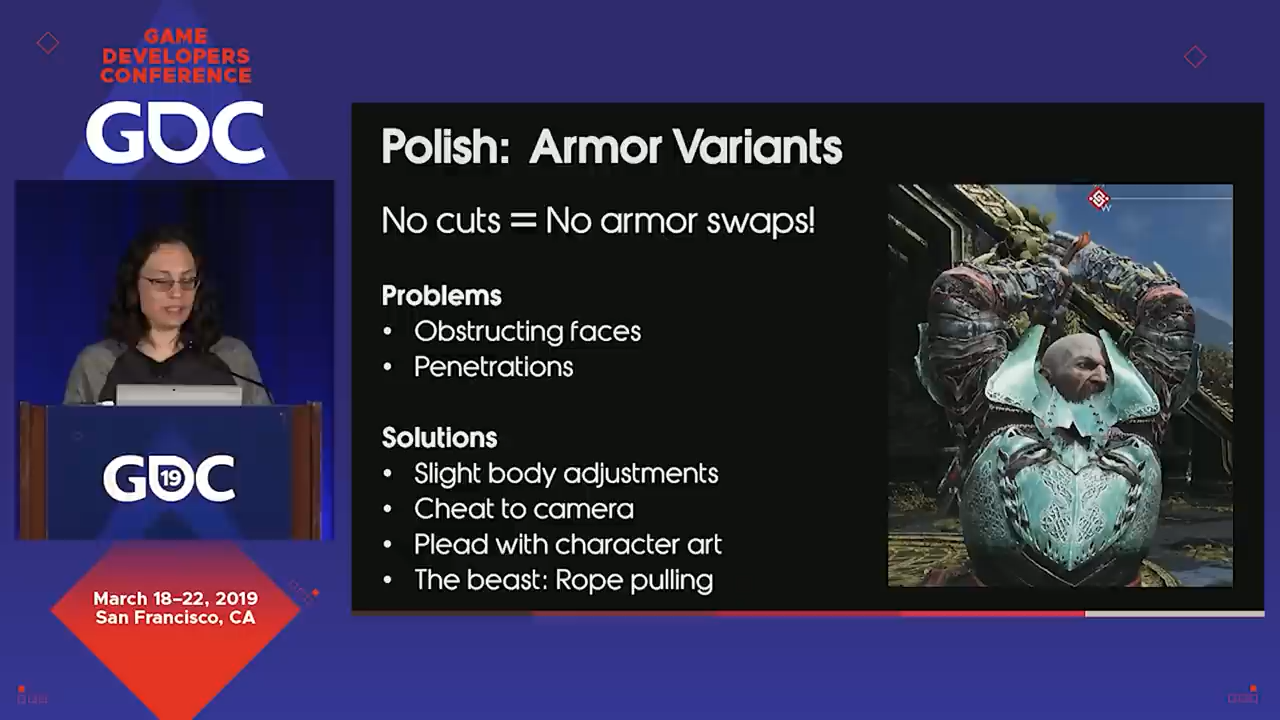 GAME
DEVELOPERS
CONFERENCE
GDC
Polish: Armor Variants
No cuts = No armor swaps!
Problems
• Obstructing faces
• Penetrations
Solutions
• Slight body adjustments
• Cheat to camera
• Plead with character art
• The beast: Rope pulling
W
GDC
19
March 18–22, 2019
San Francisco, CA